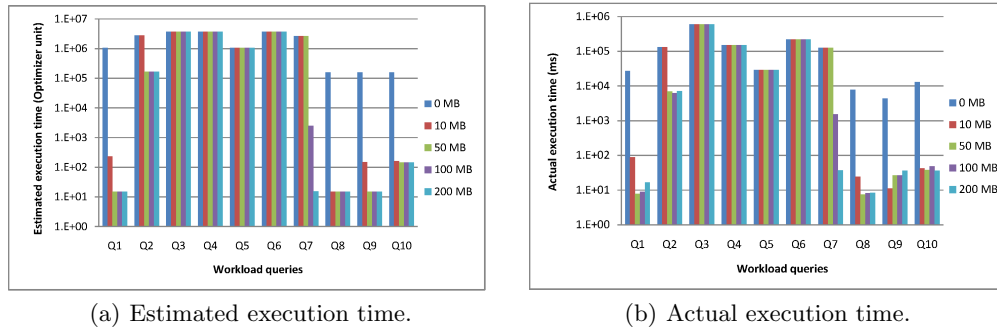 1.E+07
1.E+06
1.E+05
1.E+04
1.E+03
1.E+02
1.E+01
1.E+00
Estimated execution time (Optimizer unit)
Q1 Q2 Q3 Q4 Q5 Q6 Q7 Q8 Q9 Q10
Workload queries
0 MB
10 MB
50 MB
100 MB
200 MB
(a) Estimated execution time.
1.E+06
1.E+05
1.E+04
1.E+03
1.E+02
1.E+01
1.E+00
Actual execution time (ms)
Q1 Q2 Q3 Q4 Q5 Q6 Q7 Q8 Q9 Q10
Workload queries
0 MB
10 MB
50 MB
100 MB
200 MB
(b) Actual execution time.